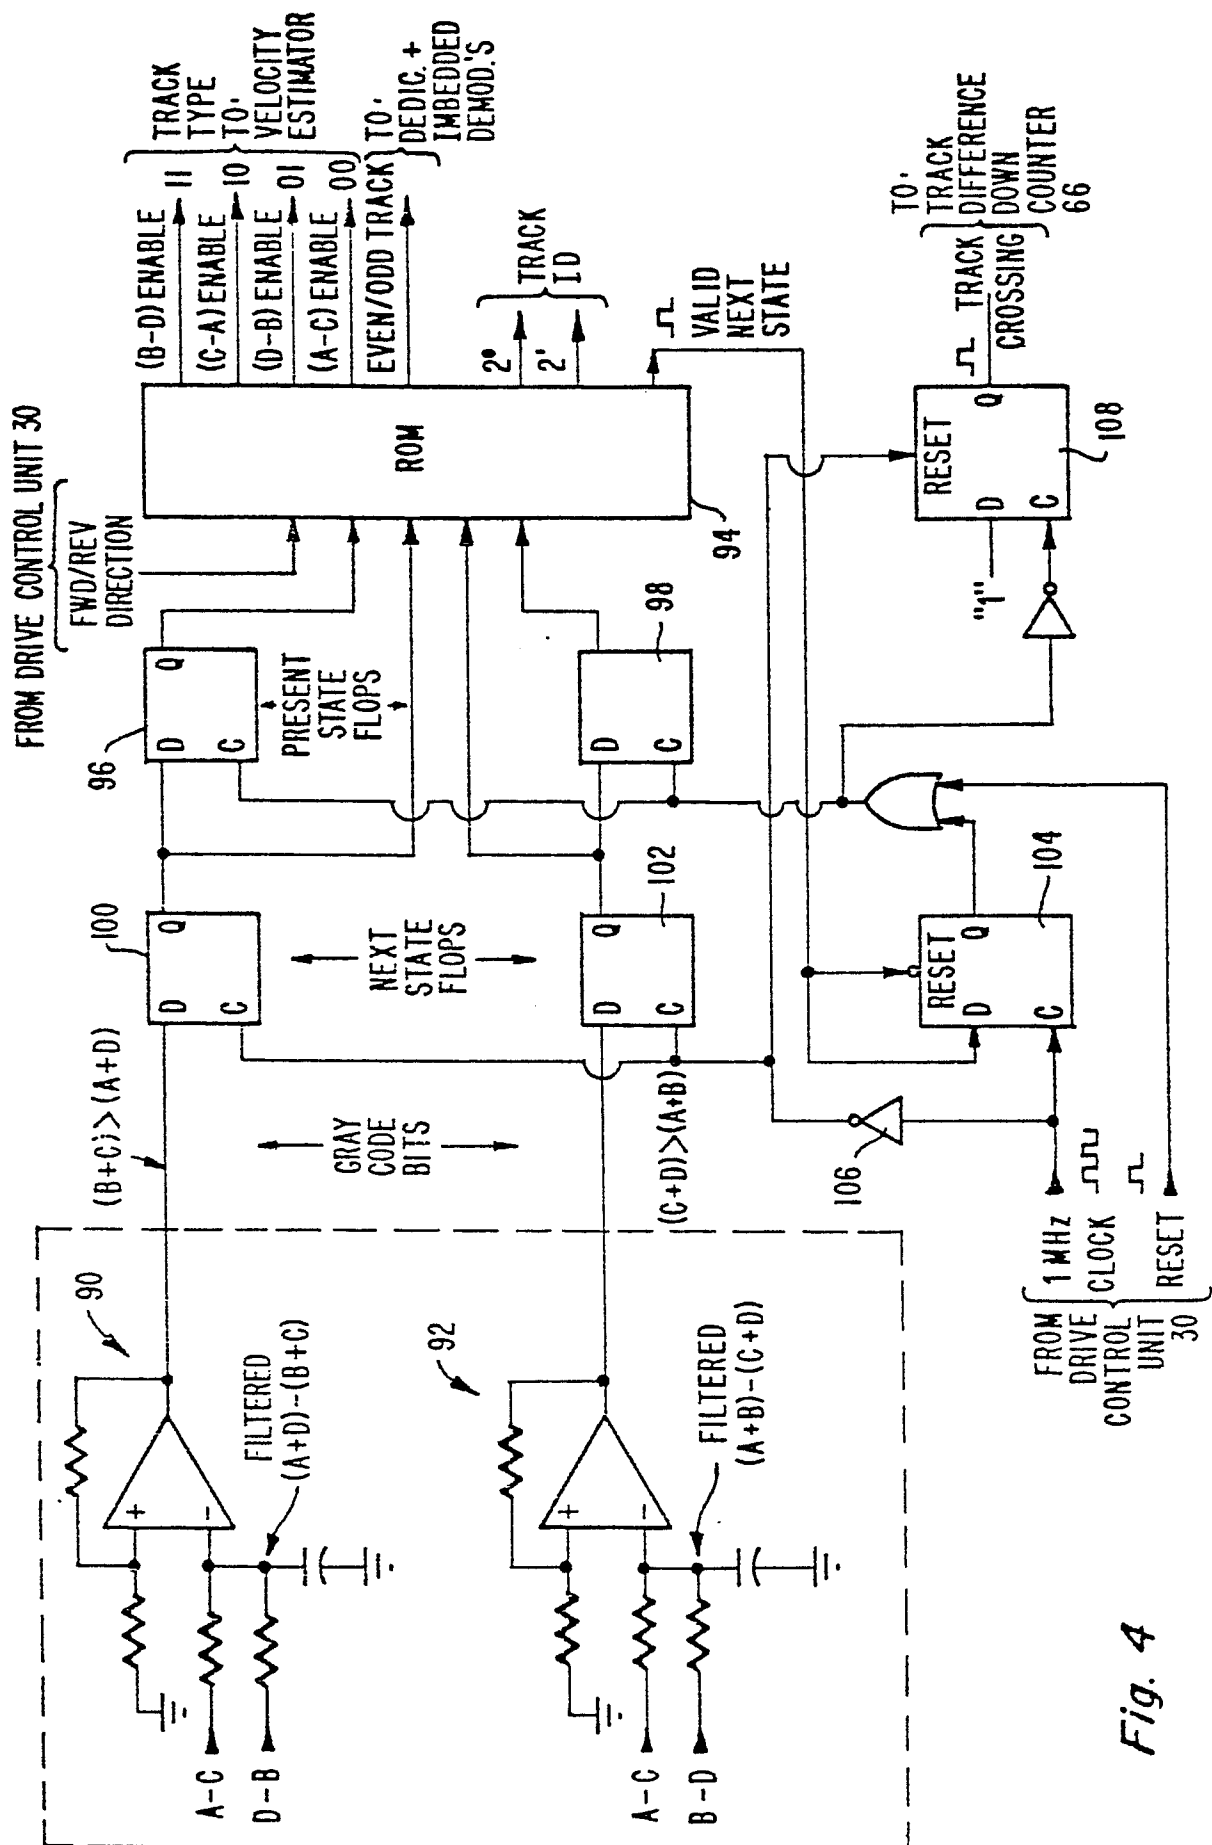 FROM DRIVE CONTROL UNIT 30
FWD/REV
DIRECTION
(B-D)ENABLE 11
(C-A)ENABLE 10
(D-B)ENABLE 01
(A-C)ENABLE 00
TRACK
TYPE
TO·
VELOCITY
ESTIMATOR
EVEN/ODD TRACK
TO·
DEDIC. +
IMBEDDED
DEMOD.'S
2⁰
2'
TRACK
ID
VALID
NEXT
STATE
ROM
94
96
D
C
Q
PRESENT
STATE
FLOPS
98
D
C
100
D
C
Q
NEXT
STATE
FLOPS
102
D
C
Q
(B+C)>(A+D)
GRAY
CODE
BITS
(C+D)>(A+B)
90
+
-
FILTERED
(A+D)-(B+C)
A-C
D-B
92
+
-
FILTERED
(A+B)-(C+D)
A-C
B-D
106
RESET
D
C
Q
104
RESET
D
C
Q
108
"1"
TRACK
CROSSING
TO·
TRACK
DIFFERENCE
DOWN
COUNTER
66
1 MHz
CLOCK
RESET
FROM
DRIVE
CONTROL
UNIT
30
Fig. 4